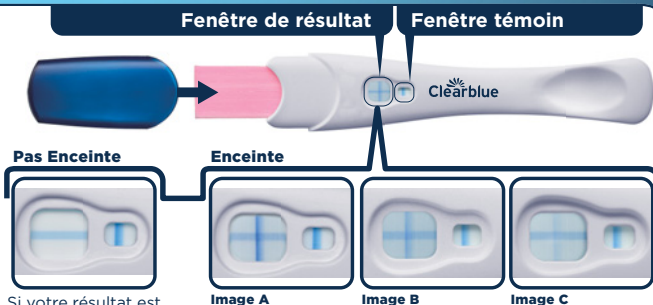 Fenêtre de résultat
Fenêtre témoin
Clearblue
Pas Enceinte
Enceinte
Si votre résultat est
Image A
Image B
Image C